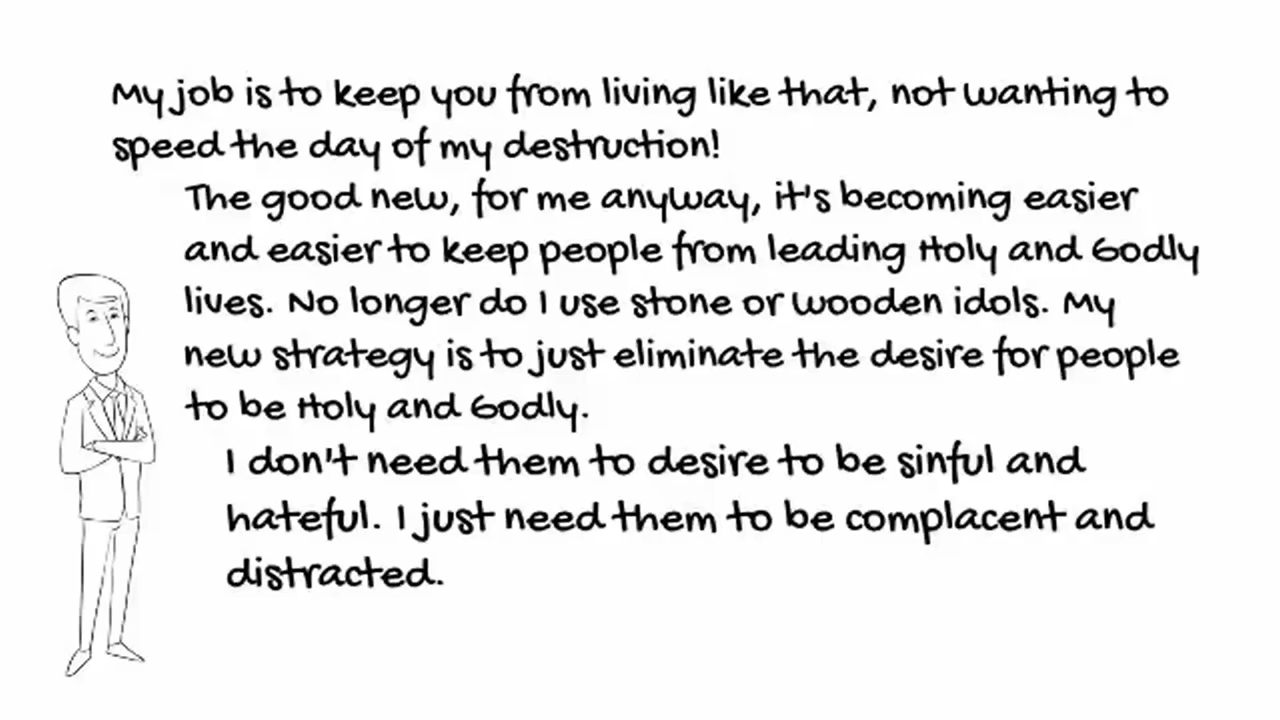 My job is to keep you from living like that, not wanting to
speed the day of my destruction!
The good new, for me anyway, it's becoming easier
and easier to keep people from leading Holy and Godly
lives. No longer do I use stone or wooden idols. My
new strategy is to just eliminate the desire for people
to be Holy and Godly.
I don't need them to desire to be sinful and
hateful. I just need them to be complacent and
distracted.